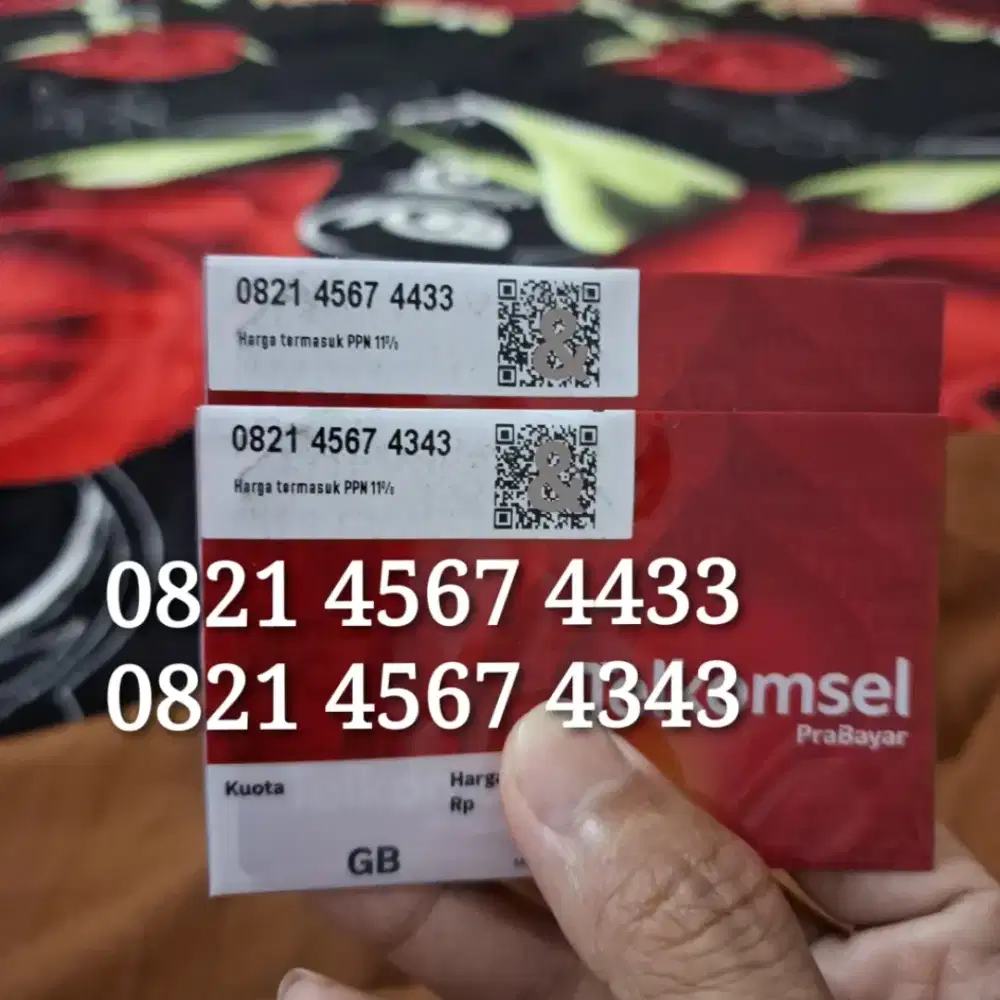 0821 4567 4433
Harga termasuk PPN 11%
&
0821 4567 4343
Harga termasuk PPN 11%
&
0821 4567 4433
0821 4567 4343
Telkomsel
PraBayar
Kuota
Harga
Rp
GB